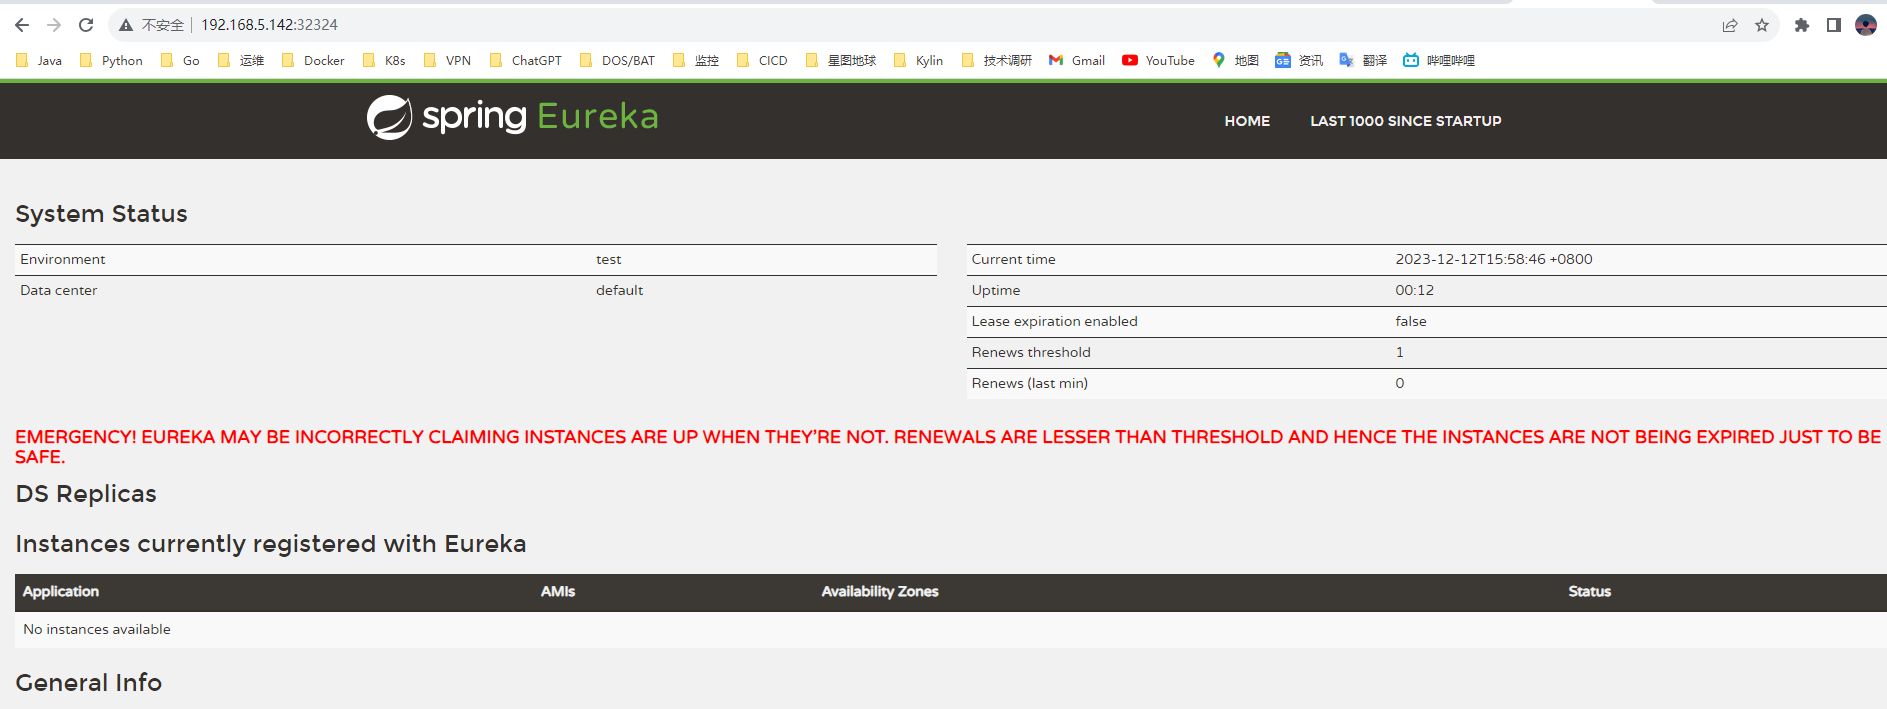 不安全 192.168.5.142:32324
Java Python Go 运维 Docker K8s VPN ChatGPT DOS/BAT 监控 CICD 星图地球 Kylin 技术调研 Gmail YouTube 地图 资讯 翻译 哔哩哔哩
spring Eureka HOME LAST 1000 SINCE STARTUP
System Status
Environment test
Data center default
Current time 2023-12-12T15:58:46 +0800
Uptime 00:12
Lease expiration enabled false
Renews threshold 1
Renews (last min) 0
EMERGENCY! EUREKA MAY BE INCORRECTLY CLAIMING INSTANCES ARE UP WHEN THEY'RE NOT. RENEWALS ARE LESSER THAN THRESHOLD AND HENCE THE INSTANCES ARE NOT BEING EXPIRED JUST TO BE
SAFE.
DS Replicas
Instances currently registered with Eureka
Application AMIs Availability Zones Status
No instances available
General Info